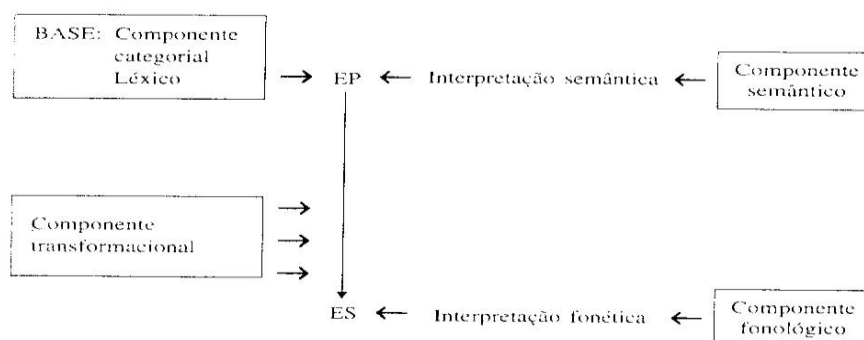 BASE: Componente
categorial
Léxico
EP
Interpretação semântica
Componente
semântico
Componente
transformacional
ES
Interpretação fonética
Componente
fonológico